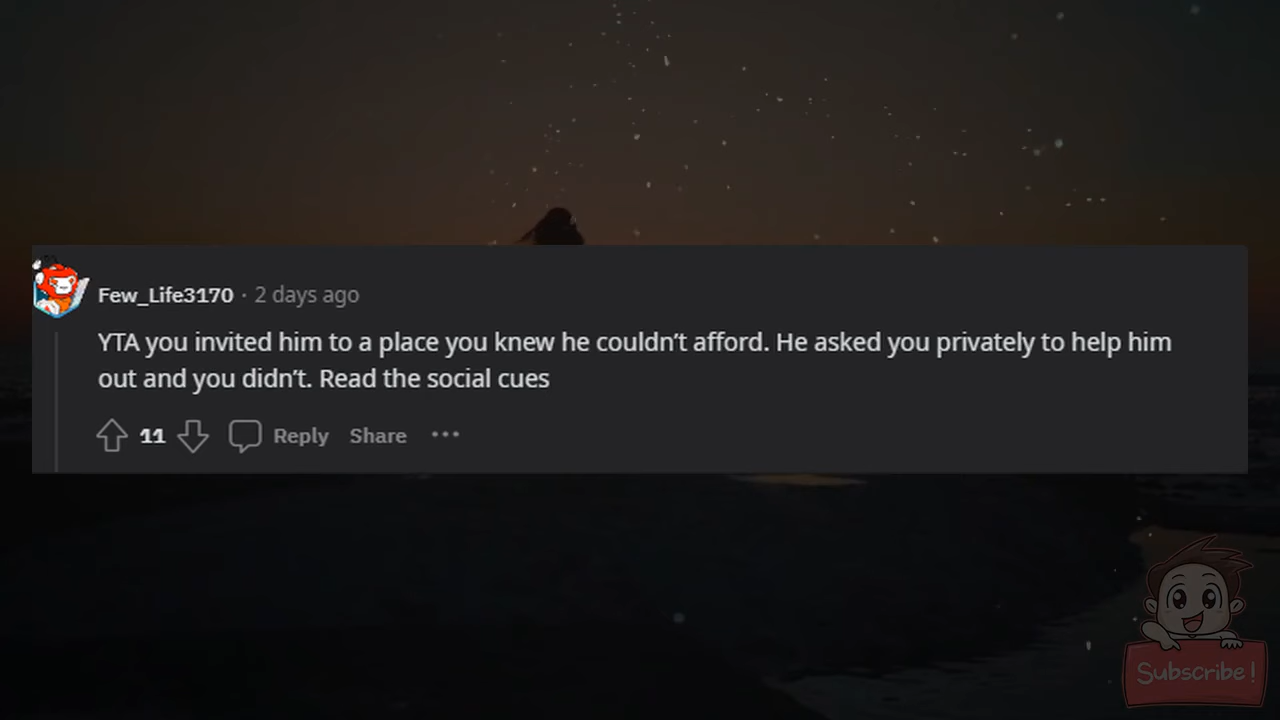 Few_Life3170 · 2 days ago
YTA you invited him to a place you knew he couldn’t afford. He asked you privately to help him
out and you didn’t. Read the social cues
11 Reply Share ···
Subscribe!